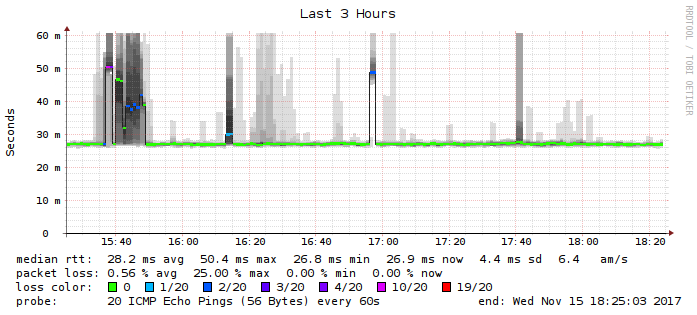 Last 3 Hours
RRDTOOL / TOBI OETIKER
Seconds
60 m
50 m
40 m
30 m
20 m
10 m
0
15:40 16:00 16:20 16:40 17:00 17:20 17:40 18:00 18:20
median rtt: 28.2 ms avg 50.4 ms max 26.8 ms min 26.9 ms now 4.4 ms sd 6.4 am/s
packet loss: 0.56 % avg 25.00 % max 0.00 % min 0.00 % now
loss color: 0 1/20 2/20 3/20 4/20 10/20 19/20
probe: 20 ICMP Echo Pings (56 Bytes) every 60s end: Wed Nov 15 18:25:03 2017